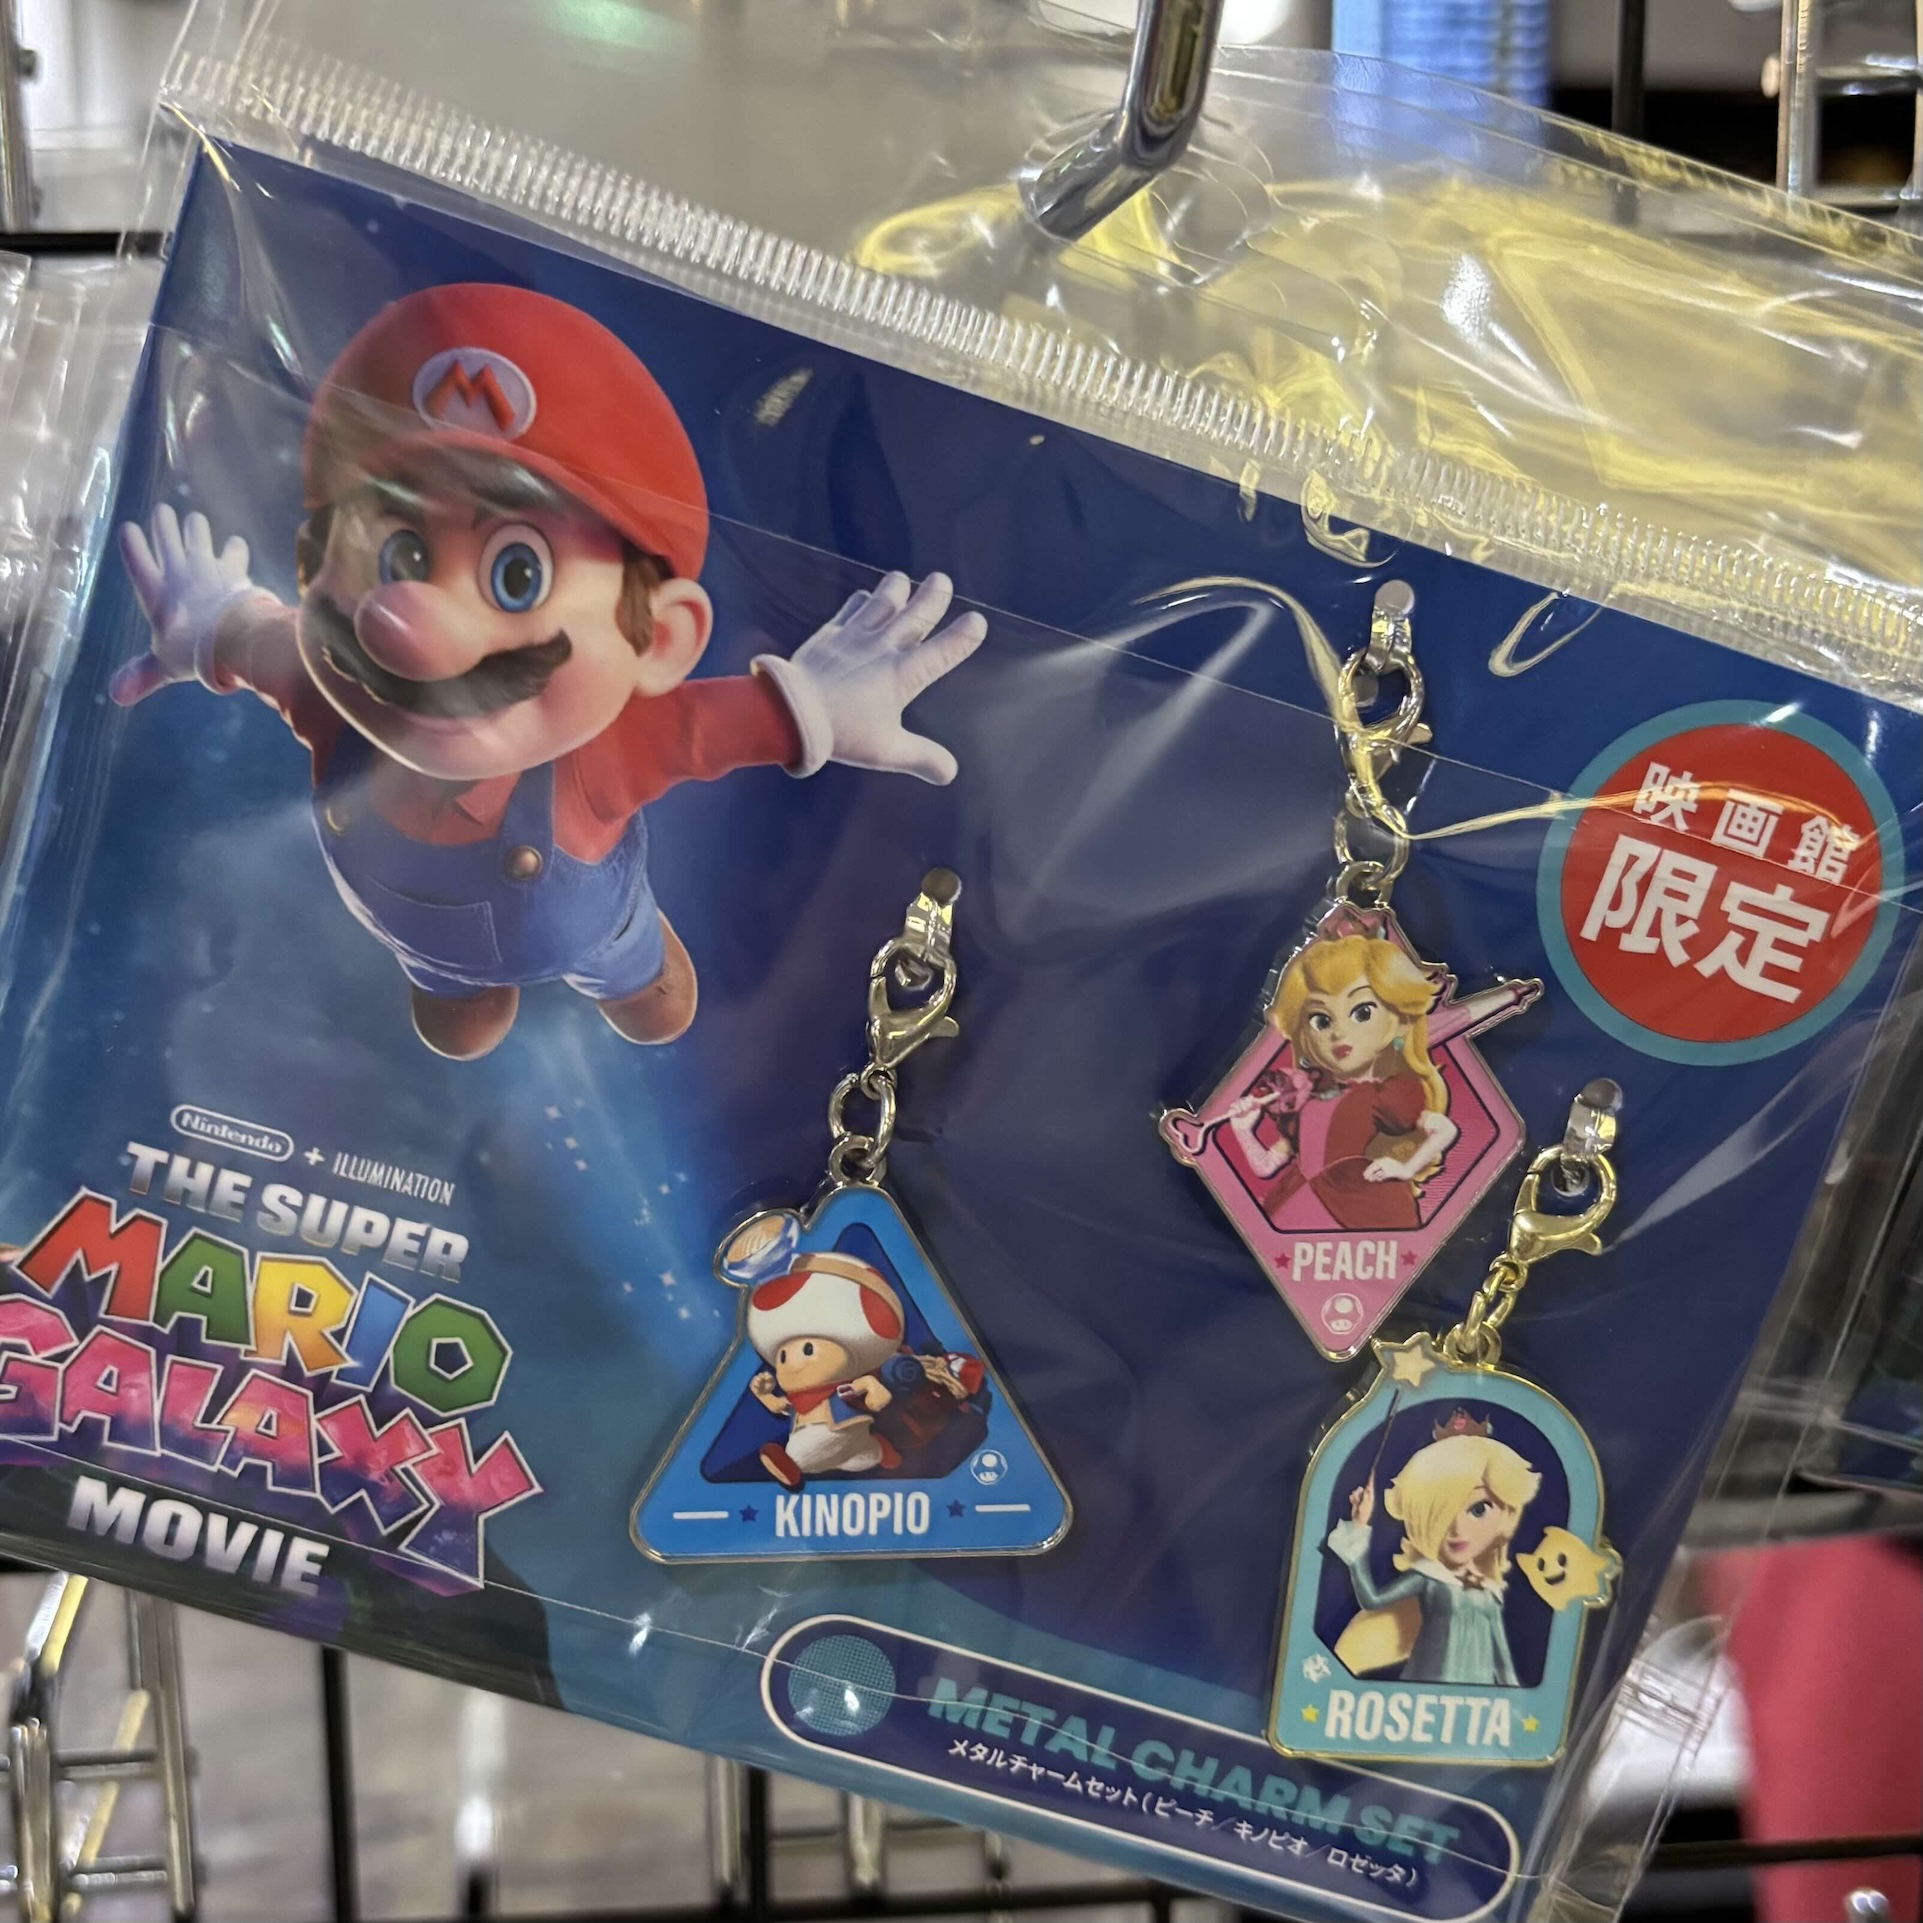 M
映画館
限定
Nintendo + ILLUMINATION
THE SUPER
MARIO
GALAXY
MOVIE
PEACH
KINOPIO
ROSETTA
METAL CHARM SET
メタルチャームセット(ピーチ/キノピオ/ロゼッタ)